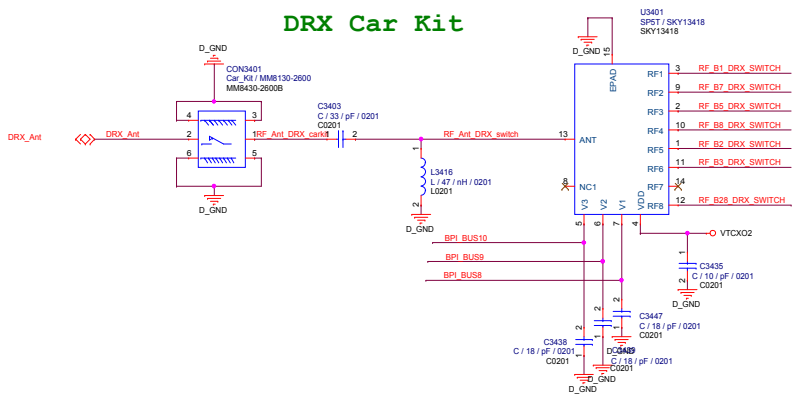 DRX Car Kit
U3401
SP5T / SKY13418
SKY13418
D_GND
D_GND
CON3401
Car_Kit / MM8130-2600
MM8430-2600B
15
EPAD
RF1 3 RF_B1_DRX_SWITCH
RF2 9 RF_B7_DRX_SWITCH
RF3 2 RF_B5_DRX_SWITCH
RF4 10 RF_B8_DRX_SWITCH
RF5 1 RF_B2_DRX_SWITCH
RF6 11 RF_B3_DRX_SWITCH
RF7 14
RF8 12 RF_B28_DRX_SWITCH
C3403
C / 33 / pF / 0201
C0201
4 3
DRX_Ant DRX_Ant 2 1 RF_Ant_DRX_carkit 1 2 RF_Ant_DRX_switch 13 ANT
6 5
1
L3416
L / 47 / nH / 0201
L0201
2
D_GND
D_GND
8 NC1
V3 V2 V1 VDD
5 6 7 4
VTCXO2
BPI_BUS10
BPI_BUS9
BPI_BUS8
1
C3435
C / 10 / pF / 0201
C0201
2
D_GND
2
C3447
C / 18 / pF / 0201
C0201
1
D_GND
2
C / 18 / pF / 0201
C0201
1
D_GND
2
C3438
C / 18 / pF / 0201
C0201
1
D_GND